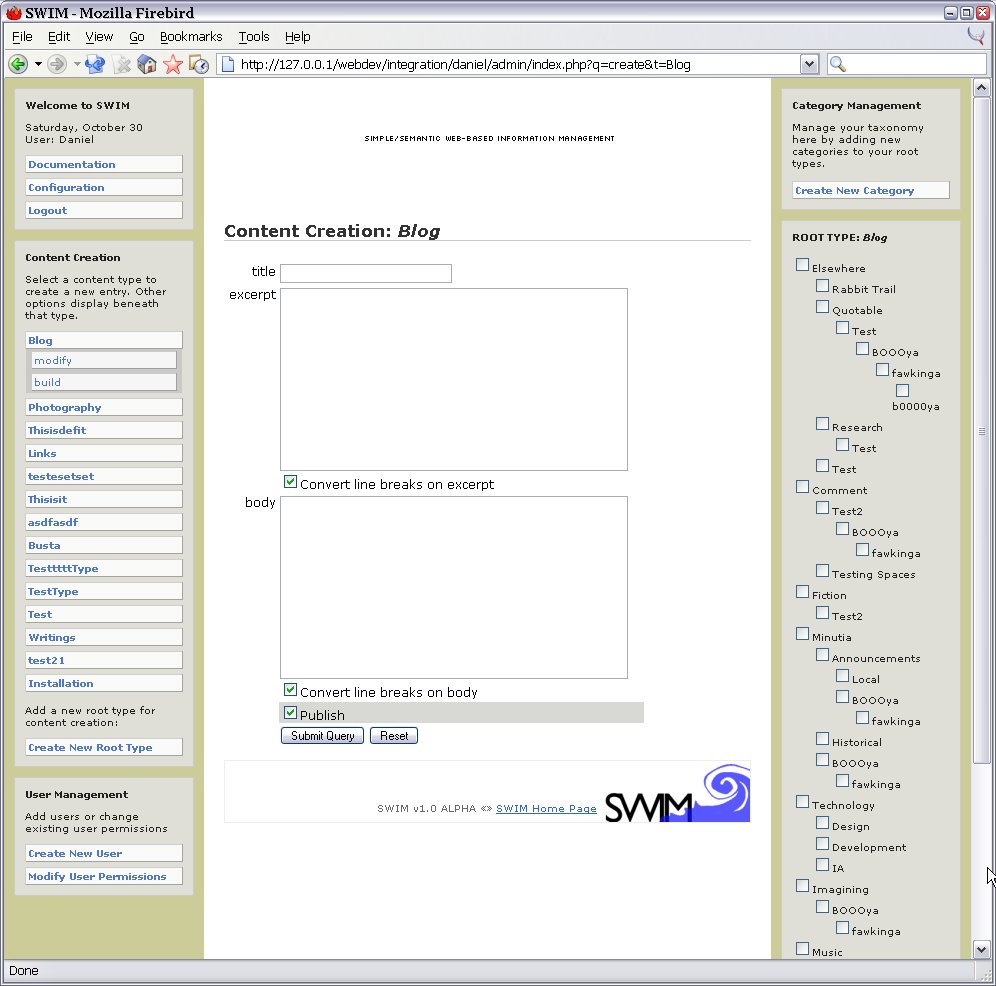 SWIM - Mozilla Firebird
File Edit View Go Bookmarks Tools Help
http://127.0.0.1/webdev/integration/daniel/admin/index.php?q=create&t=Blog
Welcome to SWIM
Saturday, October 30
User: Daniel
Documentation
Configuration
Logout
Content Creation
Select a content type to
create a new entry. Other
options display beneath
that type.
Blog
modify
build
Photography
Thisisdefit
Links
testesetset
Thisisit
asdfasdf
Busta
TestttttType
TestType
Test
Writings
test21
Installation
Add a new root type for
content creation:
Create New Root Type
User Management
Add users or change
existing user permissions
Create New User
Modify User Permissions
SIMPLE/SEMANTIC WEB-BASED INFORMATION MANAGEMENT
Content Creation: Blog
title
excerpt
Convert line breaks on excerpt
body
Convert line breaks on body
Publish
Submit Query Reset
SWIM v1.0 ALPHA <> SWIM Home Page SWIM
Category Management
Manage your taxonomy
here by adding new
categories to your root
types.
Create New Category
ROOT TYPE: Blog
Elsewhere
Rabbit Trail
Quotable
Test
BOOOya
fawkinga
b0000ya
Research
Test
Test
Comment
Test2
BOOOya
fawkinga
Testing Spaces
Fiction
Test2
Minutia
Announcements
Local
BOOOya
fawkinga
Historical
BOOOya
fawkinga
Technology
Design
Development
IA
Imagining
BOOOya
fawkinga
Music
Done